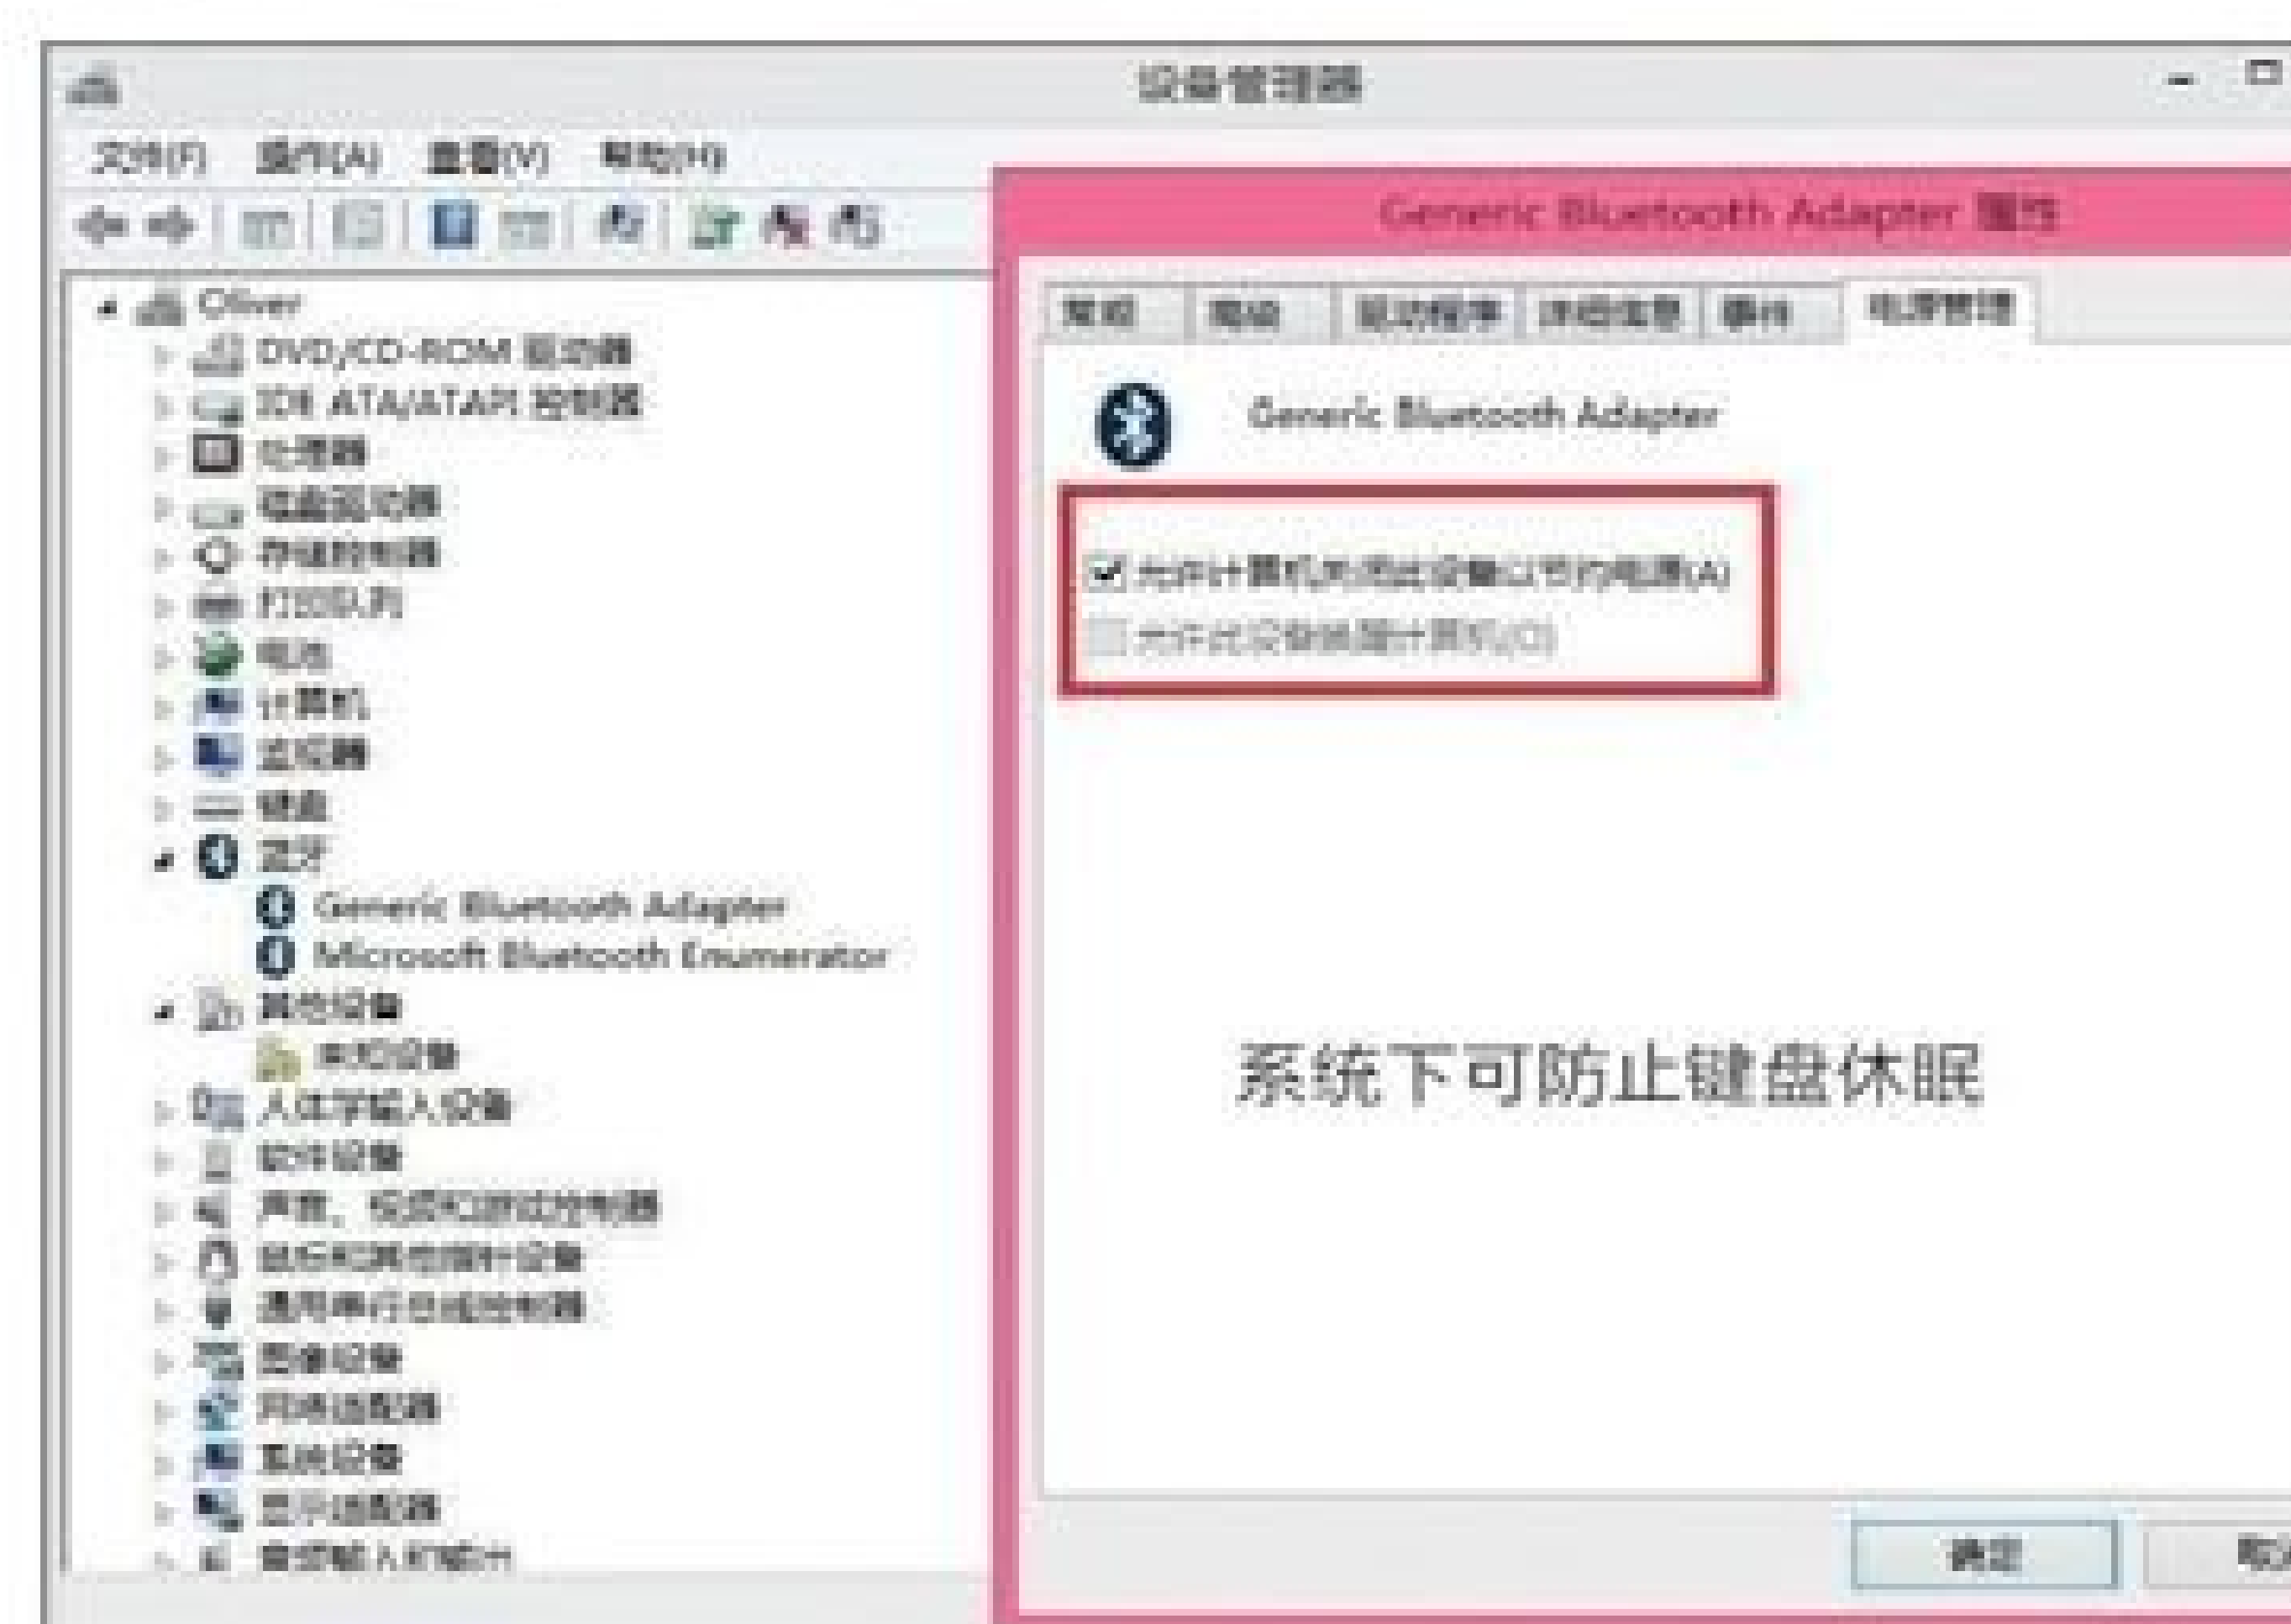 设备管理器
文件(F) 操作(A) 查看(V) 帮助(H)
Generic Bluetooth Adapter 属性
Oliver
DVD/CD-ROM 驱动器
IDE ATA/ATAPI 控制器
处理器
磁盘驱动器
存储控制器
打印队列
电池
计算机
监视器
键盘
蓝牙
Generic Bluetooth Adapter
Microsoft Bluetooth Enumerator
其他设备
未知设备
人体学输入设备
软件设备
声音、视频和游戏控制器
鼠标和其他指针设备
通用串行总线控制器
图像设备
网络适配器
系统设备
显示适配器
音频输入和输出
常规 高级 驱动程序 详细信息 事件 电源管理
Generic Bluetooth Adapter
允许计算机关闭此设备以节约电源(A)
允许此设备唤醒计算机(O)
系统下可防止键盘休眠
确定 取消